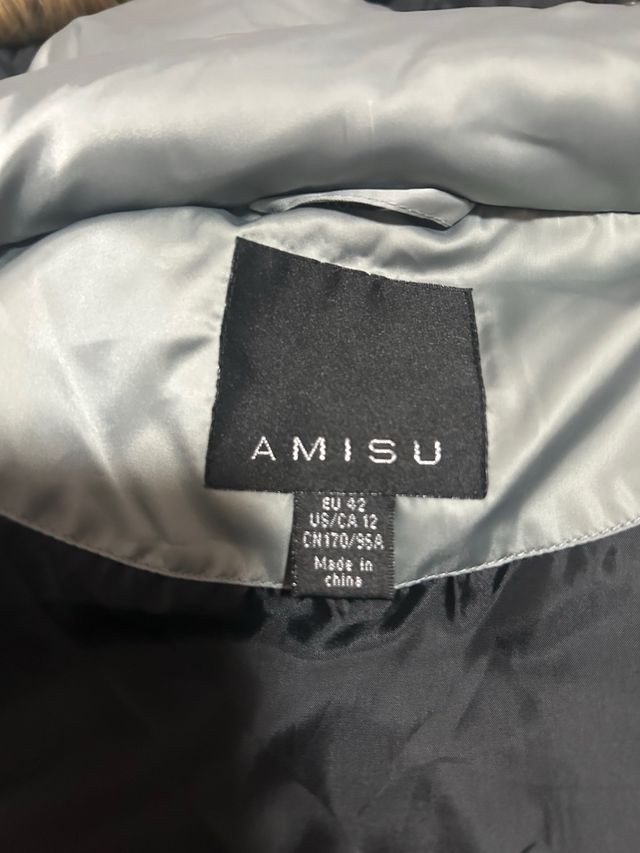 AMISU
EU 42
US/CA 12
CN170/95A
Made in
china